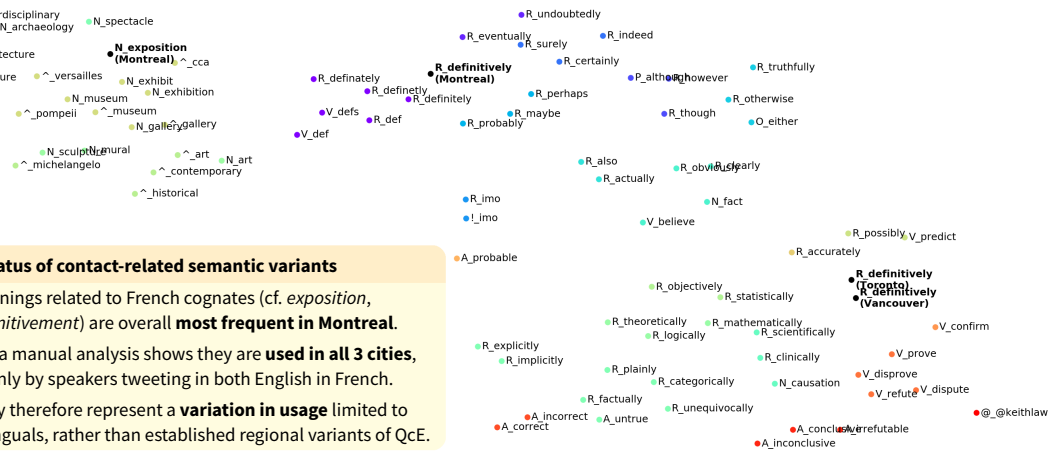 rdisciplinary
N_archaeology
N_spectacle
tecture
N_exposition
(Montreal)
^_cca
ure
^_versailles
N_exhibit
N_exhibition
N_museum
^_pompeii
^_museum
N_gallery
^_gallery
N_sculpture
N_mural
^_michelangelo
^_art
N_art
^_contemporary
^_historical
R_undoubtedly
R_eventually
R_surely
R_indeed
R_certainly
R_definitively
(Montreal)
R_definately
R_definetly
R_definitely
V_defs
R_def
V_def
P_although
R_however
R_truthfully
R_perhaps
R_maybe
R_probably
R_though
R_otherwise
O_either
R_also
R_actually
R_obviously
R_clearly
R_imo
!_imo
N_fact
V_believe
A_probable
R_possibly
V_predict
R_accurately
R_definitively
(Toronto)
R_definitively
(Vancouver)
R_objectively
R_statistically
R_theoretically
R_mathematically
R_logically
R_scientifically
V_confirm
R_explicitly
R_implicitly
R_clinically
V_prove
R_plainly
R_categorically
N_causation
V_disprove
V_refute
V_dispute
R_factually
R_unequivocally
A_incorrect
A_correct
A_untrue
@_@keithlaw
A_conclusive
A_irrefutable
A_inconclusive
atus of contact-related semantic variants
nings related to French cognates (cf. exposition,
nitivement) are overall most frequent in Montreal.
a manual analysis shows they are used in all 3 cities,
nly by speakers tweeting in both English in French.
y therefore represent a variation in usage limited to
nguals, rather than established regional variants of QcE.